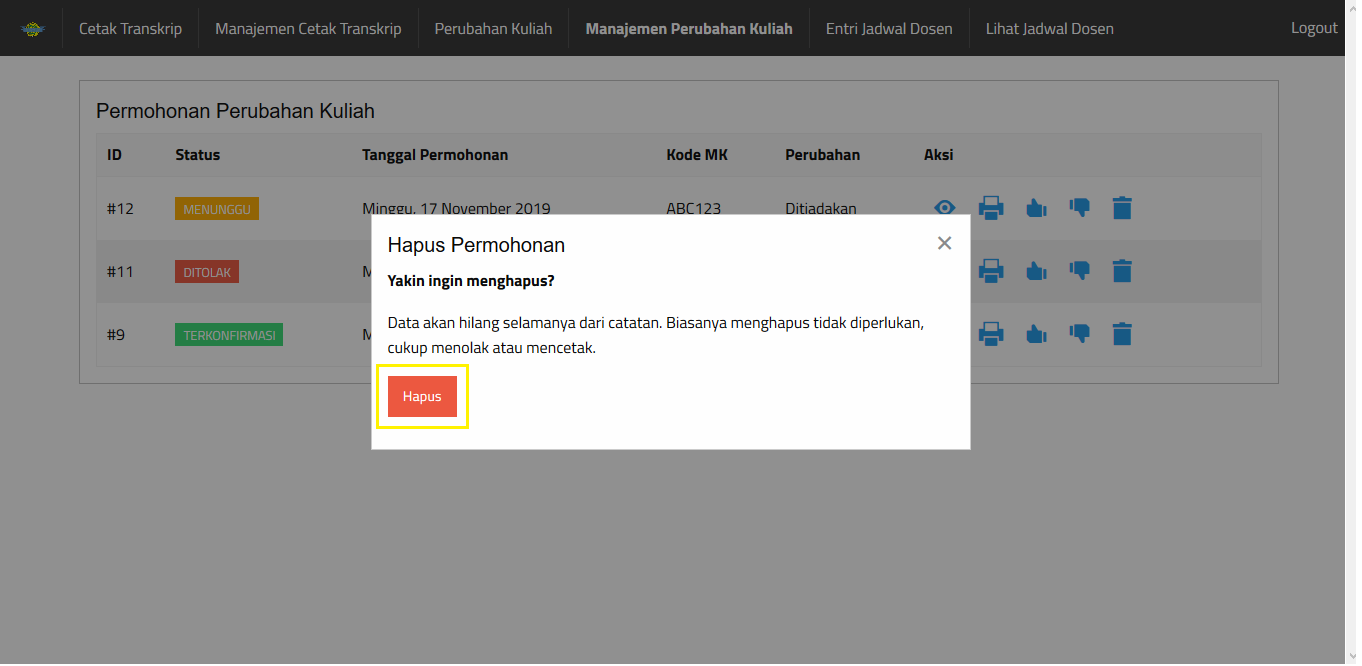 Cetak Transkrip Manajemen Cetak Transkrip Perubahan Kuliah Manajemen Perubahan Kuliah Entri Jadwal Dosen Lihat Jadwal Dosen Logout
Permohonan Perubahan Kuliah
ID Status Tanggal Permohonan Kode MK Perubahan Aksi
#12 MENUNGGU Minggu, 17 November 2019 ABC123 Ditiadakan
#11 DITOLAK
#9 TERKONFIRMASI
Hapus Permohonan ×
Yakin ingin menghapus?
Data akan hilang selamanya dari catatan. Biasanya menghapus tidak diperlukan,
cukup menolak atau mencetak.
Hapus